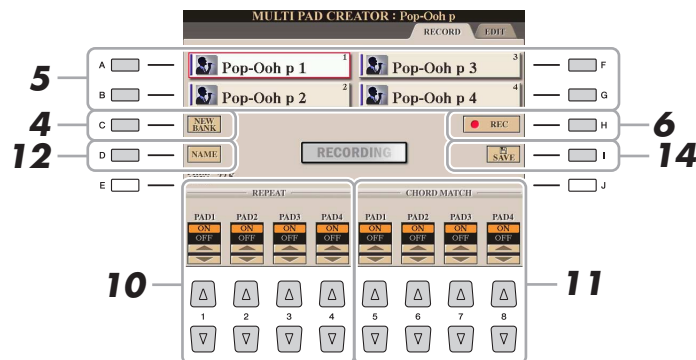 MULTI PAD CREATOR : Pop-Ooh p
RECORD EDIT
5
A Pop-Ooh p 1 1 Pop-Ooh p 3 3 F
B Pop-Ooh p 2 2 Pop-Ooh p 4 4 G
4 C NEW BANK REC H 6
12 D NAME RECORDING SAVE I 14
E J
REPEAT CHORD MATCH
PAD1 PAD2 PAD3 PAD4 PAD1 PAD2 PAD3 PAD4
ON ON ON ON ON ON ON ON
OFF OFF OFF OFF OFF OFF OFF OFF
10 11
1 2 3 4 5 6 7 8